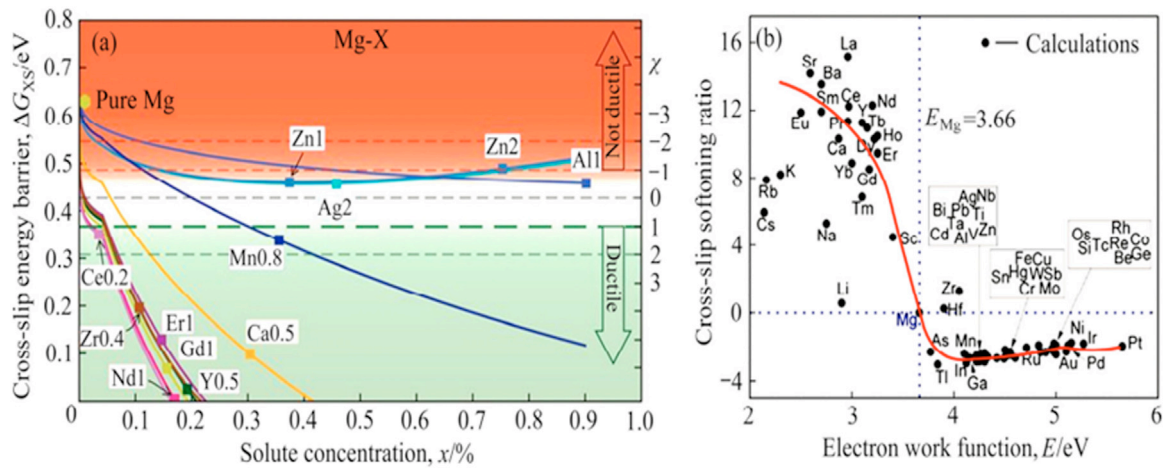 (a)
Mg-X
Pure Mg
Zn1
Zn2
Al1
Ag2
Mn0.8
Ce0.2
Zr0.4
Er1
Gd1
Nd1
Y0.5
Ca0.5
Not ductile
Ductile
χ
−3
−2
−1
0
1
2
3
0.8
0.7
0.6
0.5
0.4
0.3
0.2
0.1
0
0 0.1 0.2 0.3 0.4 0.5 0.6 0.7 0.8 0.9 1.0
Cross-slip energy barrier, ΔG_XS/eV
Solute concentration, x/%
(b)
Calculations
E_Mg=3.66
La
Sr
Ba
Sm
Ce
Nd
Eu
Pr
Y
Tb
Ca
Dy
Ho
Er
Yb
Gd
K
Rb
Tm
Cs
Na
Sc
Li
Zr
Hf
Mg
AgNb
Bi Pb Ti
Ta
Cd AlV Zn
FeCu
Sn Hg WSb
Cr Mo
Rh
Os Co
Si Tc Re Ge
Be
As
Mn
Tl
In
Ga
Ru
Ni
Ir
Au
Pd
Pt
16
12
8
4
0
−4
2 3 4 5 6
Cross-slip softoning ratio
Electron work function, E/eV